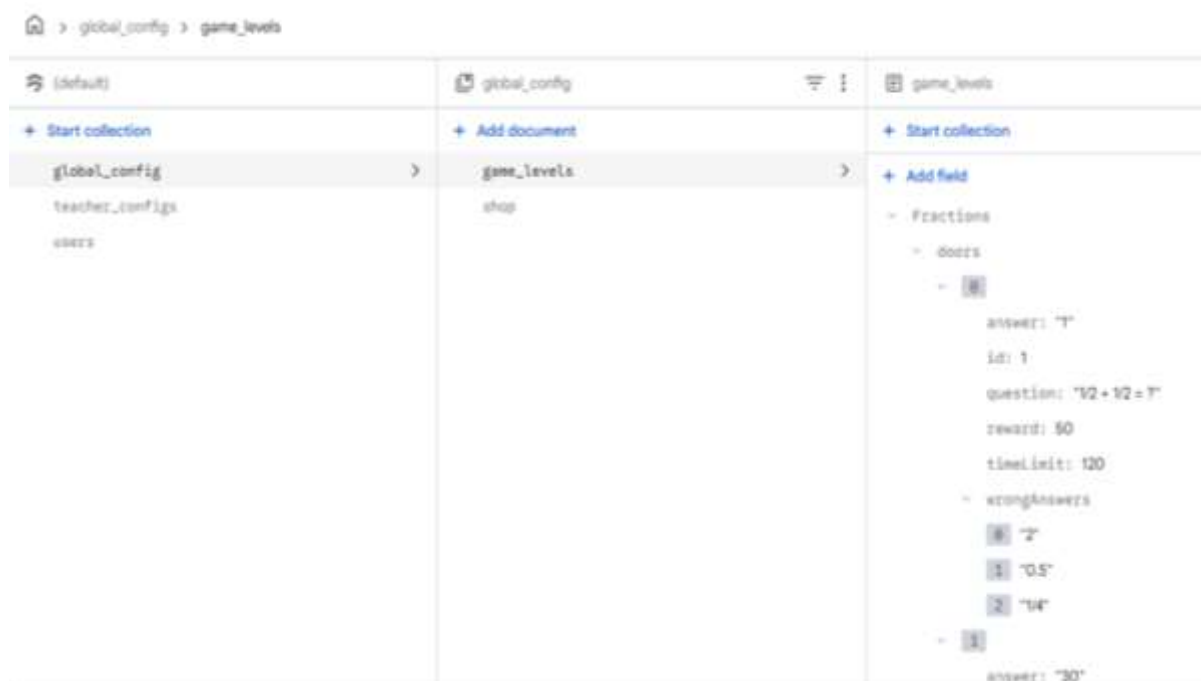 global_config > game_levels
(default)
global_config
game_levels
+ Start collection
+ Add document
+ Start collection
global_config
game_levels
+ Add field
teacher_configs
shop
users
Fractions
doors
0
answer: "1"
id: 1
question: "1/2 + 1/2 = ?"
reward: 50
timeLimit: 120
wrongAnswers
0 "2"
1 "0.5"
2 "1/4"
1
answer: "30"